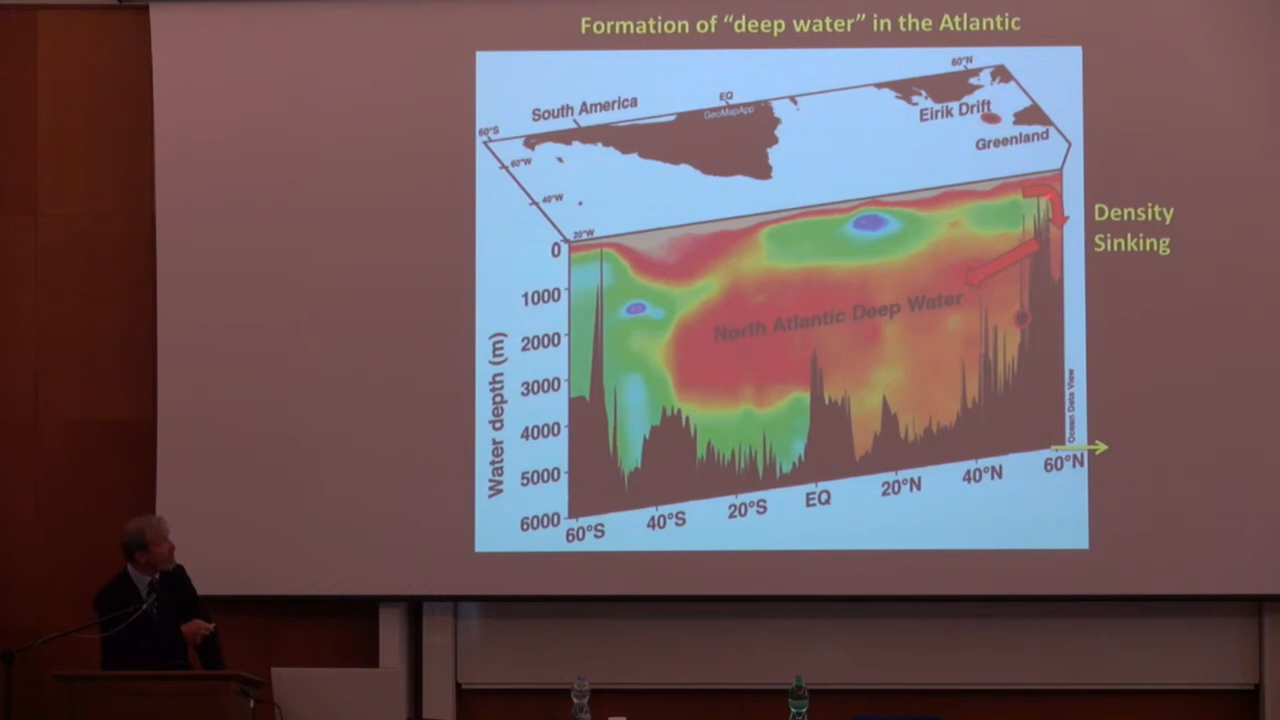 Formation of “deep water” in the Atlantic
60°N
South America
EQ
GeoMapApp
Eirik Drift
60°S
Greenland
60°W
40°W
20°W
Density
Sinking
0
1000
2000
3000
4000
5000
6000
Water depth (m)
North Atlantic Deep Water
Ocean Data View
60°S
40°S
20°S
EQ
20°N
40°N
60°N